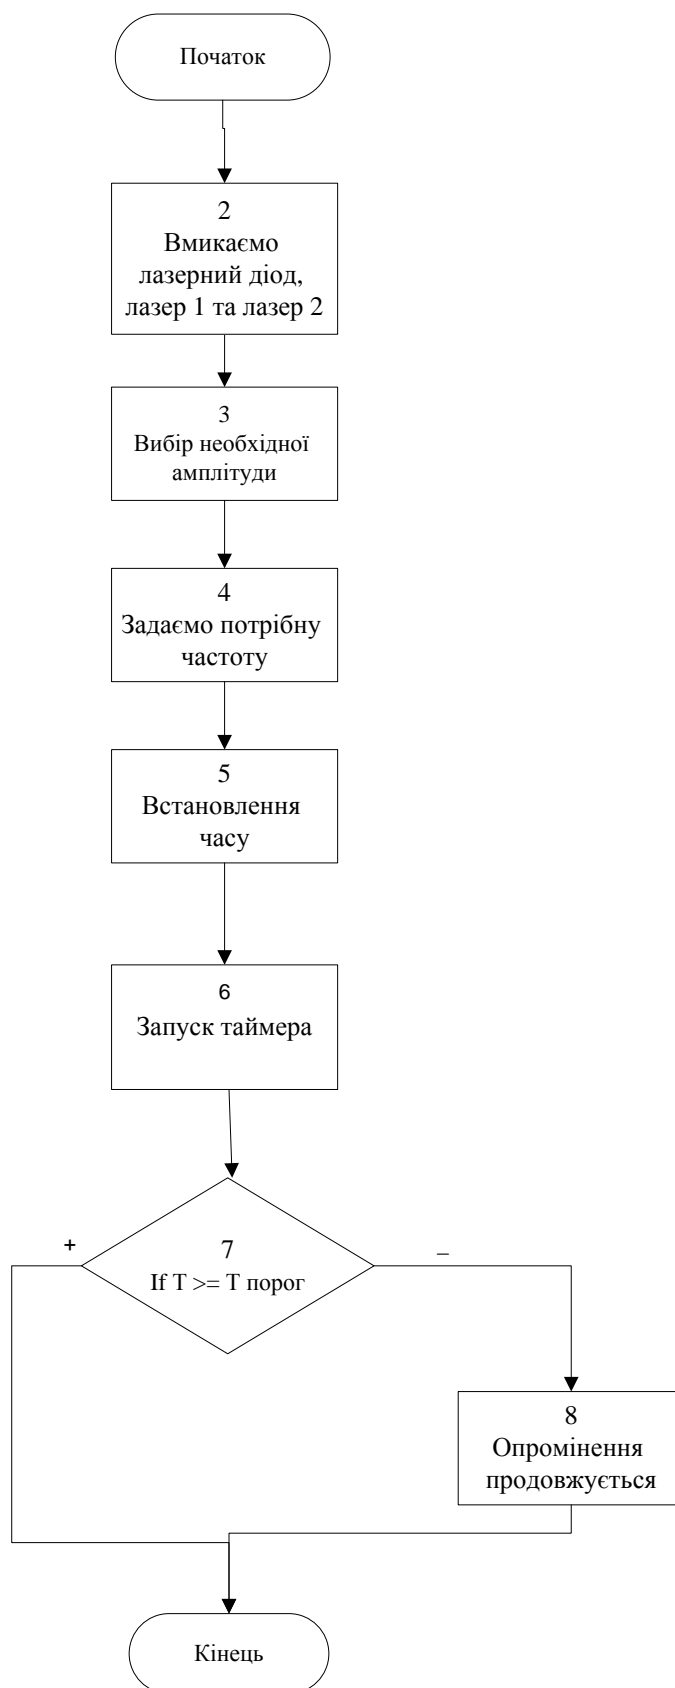 Початок
2
Вмикаємо
лазерний діод,
лазер 1 та лазер 2
3
Вибір необхідної
амплітуди
4
Задаємо потрібну
частоту
5
Встановлення
часу
6
Запуск таймера
+
7
–
If T >= T порог
8
Опромінення
продовжується
Кінець